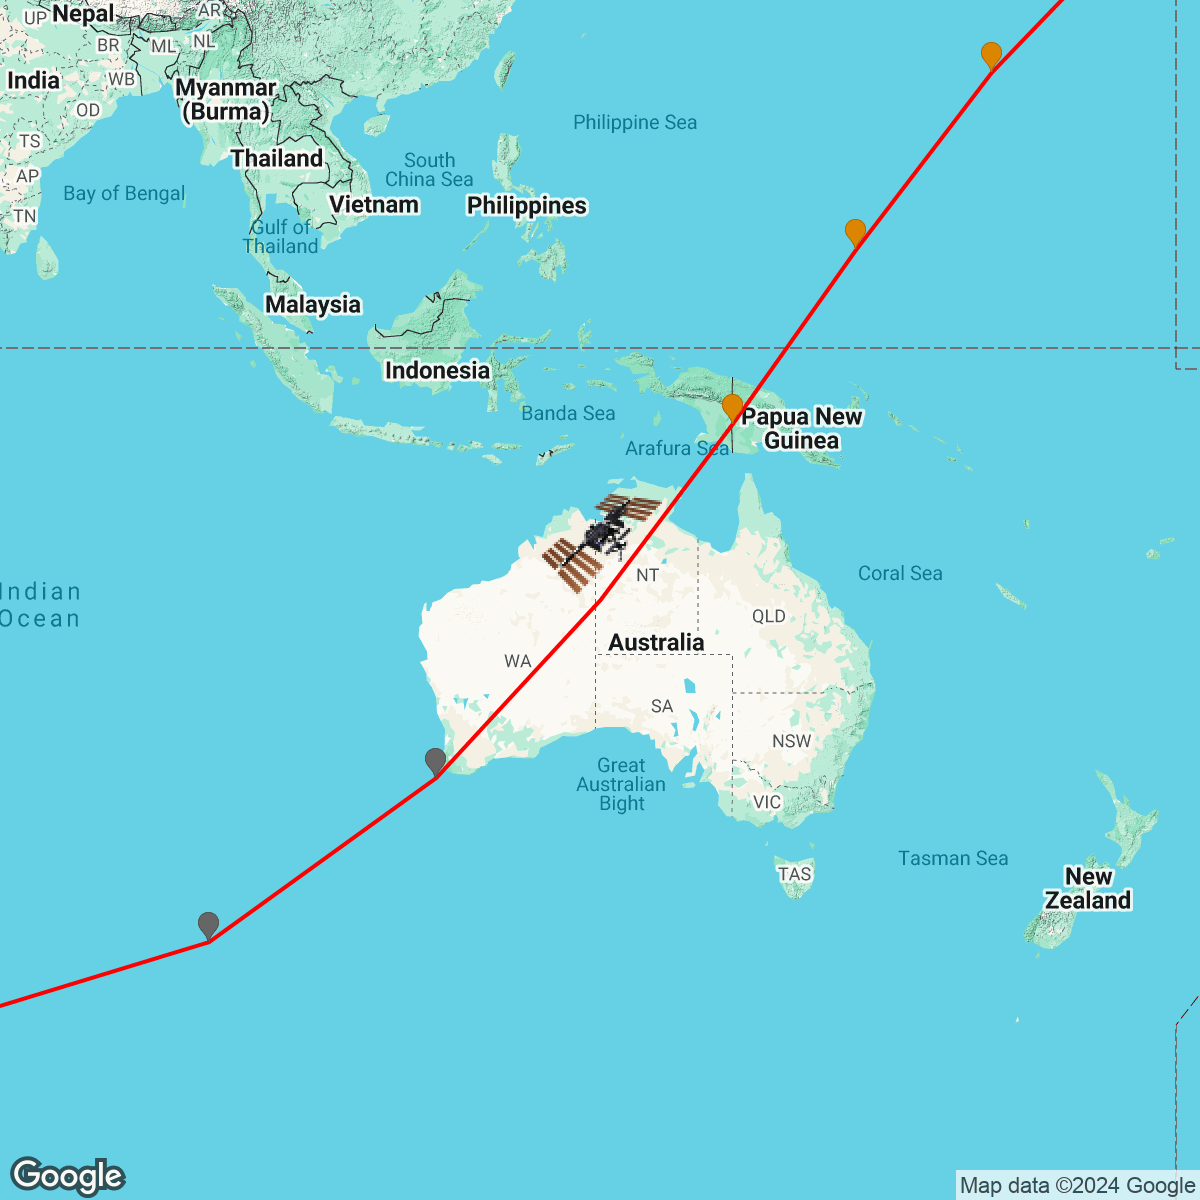 Nepal
UP
AR
BR
ML
NL
India
WB
Myanmar
(Burma)
OD
Philippine Sea
TS
Thailand
South
China Sea
AP
Bay of Bengal
Vietnam
Philippines
TN
Gulf of
Thailand
Malaysia
Indonesia
Banda Sea
Papua New
Guinea
Arafura Sea
Indian
Ocean
NT
Coral Sea
QLD
Australia
WA
SA
NSW
Great
Australian
Bight
VIC
Tasman Sea
TAS
New
Zealand
Google
Map data ©2024 Google